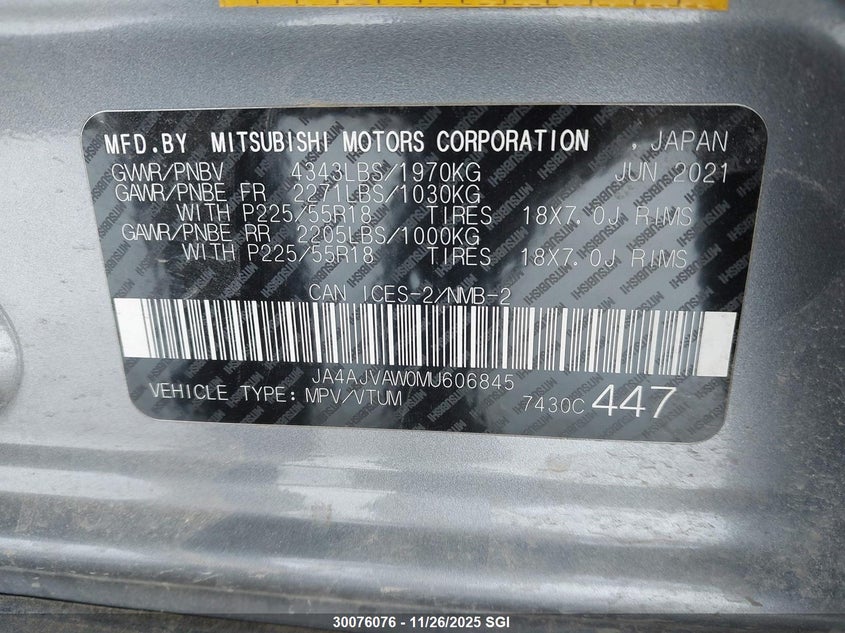 MFD.BY MITSUBISHI MOTORS CORPORATION , JAPAN
GVWR/PNBV 4343LBS/1970KG JUN 2021
GAWR/PNBE FR 2271LBS/1030KG
WITH P225/55R18 TIRES 18X7.0J RIMS
GAWR/PNBE RR 2205LBS/1000KG
WITH P225/55R18 TIRES 18X7.0J RIMS
CAN ICES-2/NMB-2
JA4AJVAW0MU606845
VEHICLE TYPE: MPV/VTUM 7430C 447
30076076 - 11/26/2025 SGI